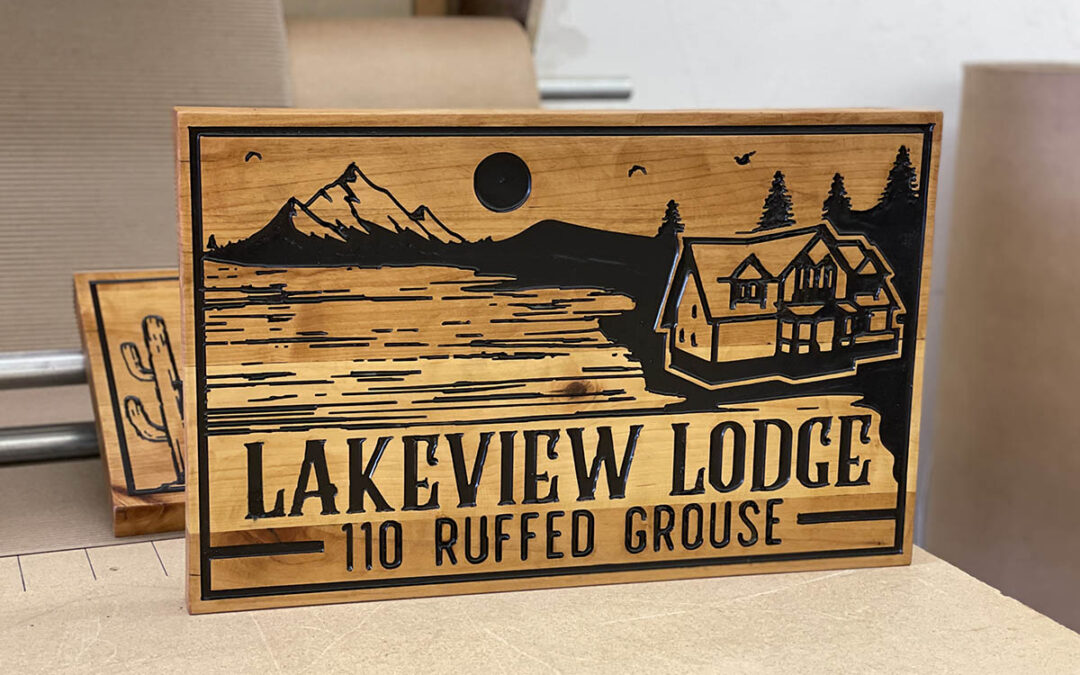 LAKEVIEW LODGE
110 RUFFED GROUSE